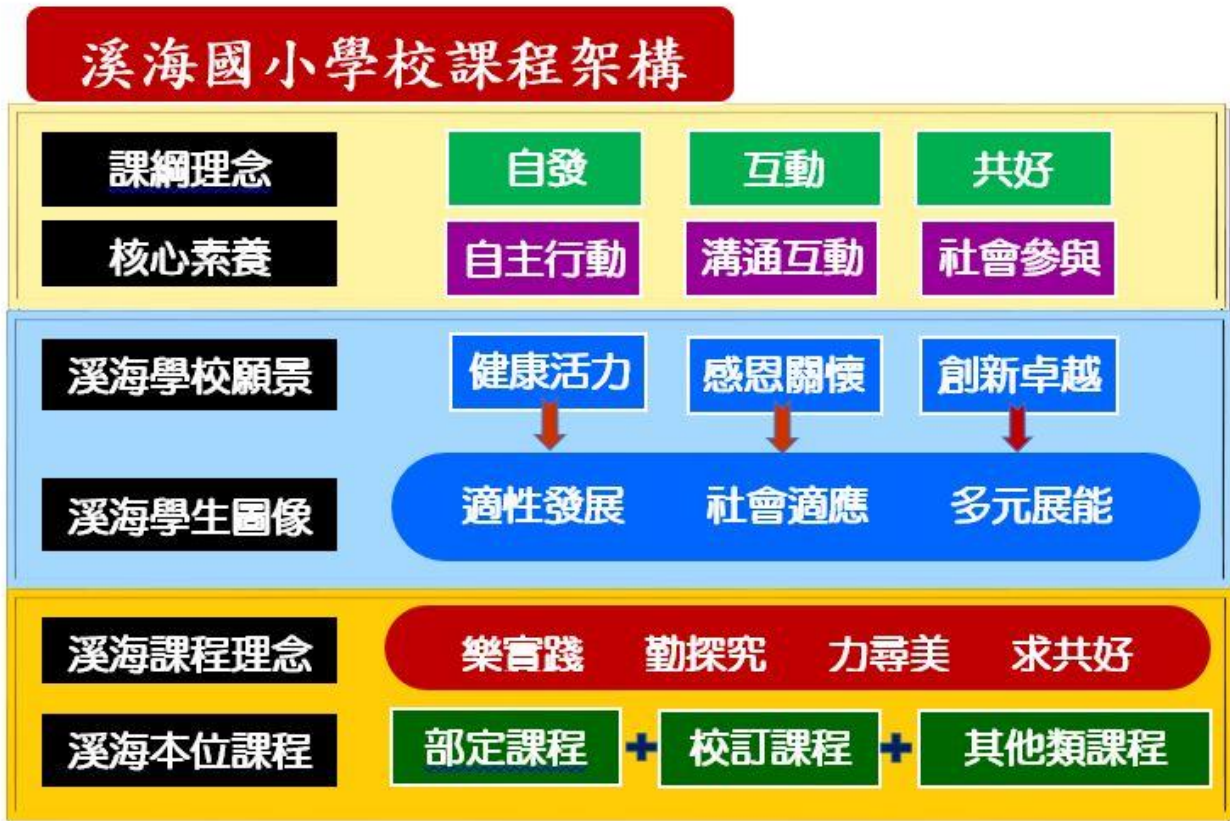 溪海國小學校課程架構
課綱理念 自發 互動 共好
核心素養 自主行動 溝通互動 社會參與
溪海學校願景 健康活力 感恩關懷 創新卓越
溪海學生圖像 適性發展 社會適應 多元展能
溪海課程理念 樂實踐 勤探究 力尋美 求共好
溪海本位課程 部定課程 + 校訂課程 + 其他類課程